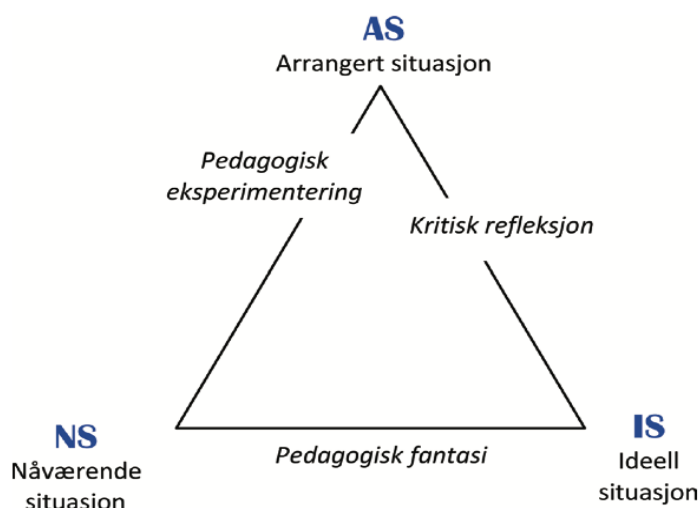 AS
Arrangert situasjon
Pedagogisk
eksperimentering
Kritisk refleksjon
NS
Nåværende
situasjon
Pedagogisk fantasi
IS
Ideell
situasjon